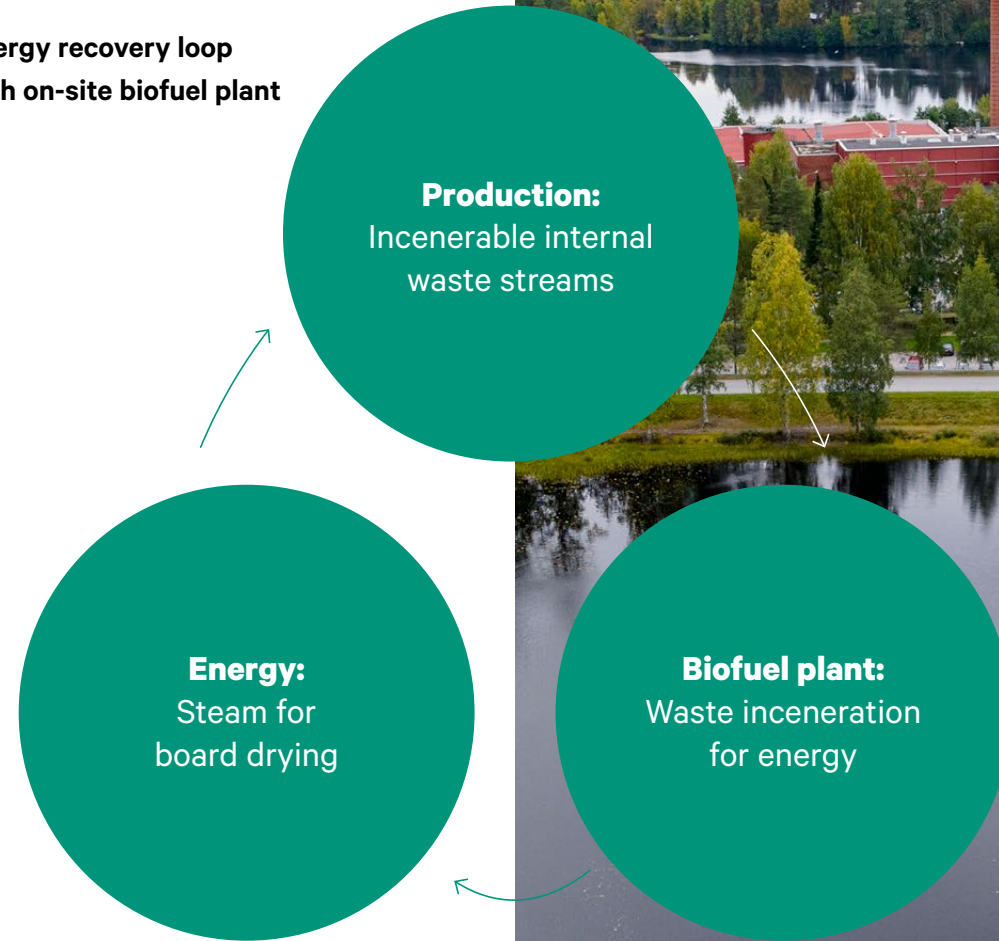 ergy recovery loop
h on-site biofuel plant
Production:
Incenerable internal
waste streams
Energy:
Steam for
board drying
Biofuel plant:
Waste inceneration
for energy